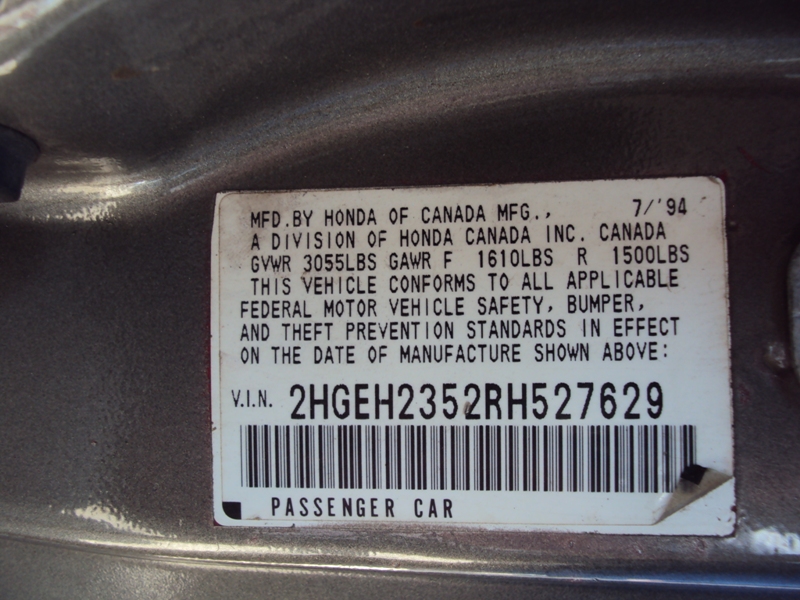 MFD.BY HONDA OF CANADA MFG., 7/'94
A DIVISION OF HONDA CANADA INC. CANADA
GVWR 3055LBS GAWR F 1610LBS R 1500LBS
THIS VEHICLE CONFORMS TO ALL APPLICABLE
FEDERAL MOTOR VEHICLE SAFETY, BUMPER,
AND THEFT PREVENTION STANDARDS IN EFFECT
ON THE DATE OF MANUFACTURE SHOWN ABOVE:
V.I.N. 2HGEH2352RH527629
PASSENGER CAR